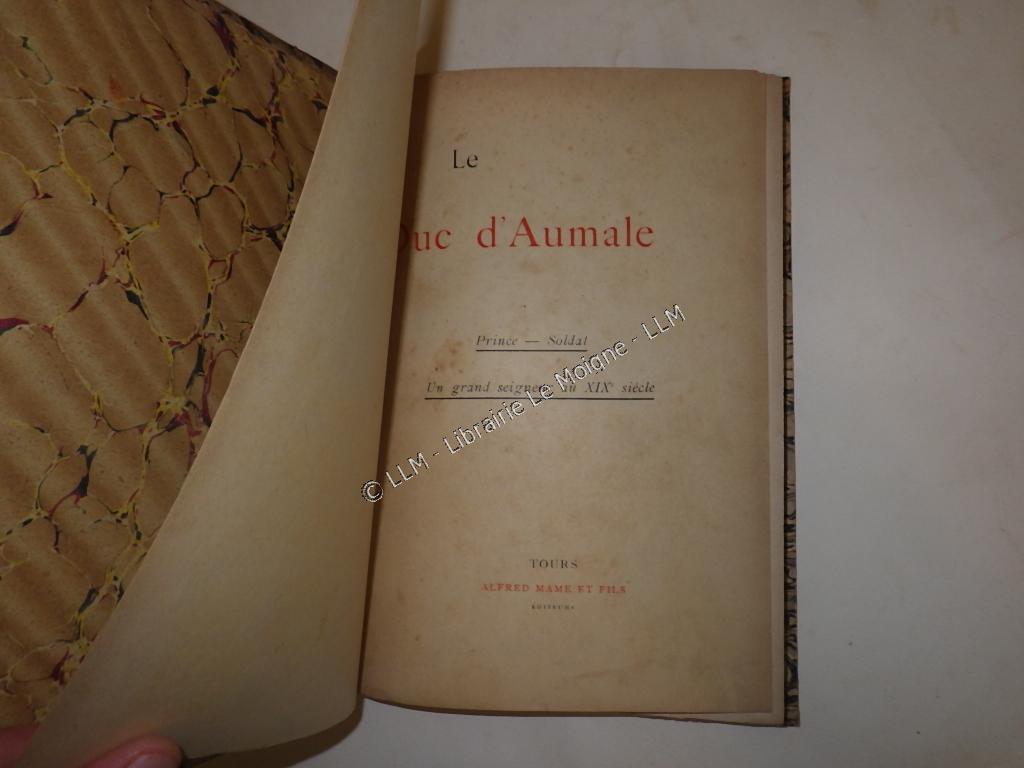 Le
Duc d'Aumale
Prince — Soldat
Un grand seigneur du XIXe siècle
TOURS
ALFRED MAME ET FILS
ÉDITEURS
© LLM - Librairie Le Moigne - LLM